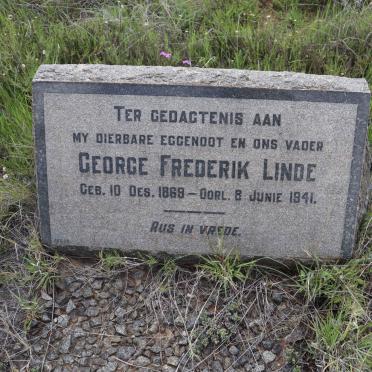 TER GEDAGTENIS AAN
MY DIERBARE EGGENOOT EN ONS VADER
GEORGE FREDERIK LINDE
GEB. 10 DES. 1869 – OORL. 8 JUNIE 1941.
RUS IN VREDE.